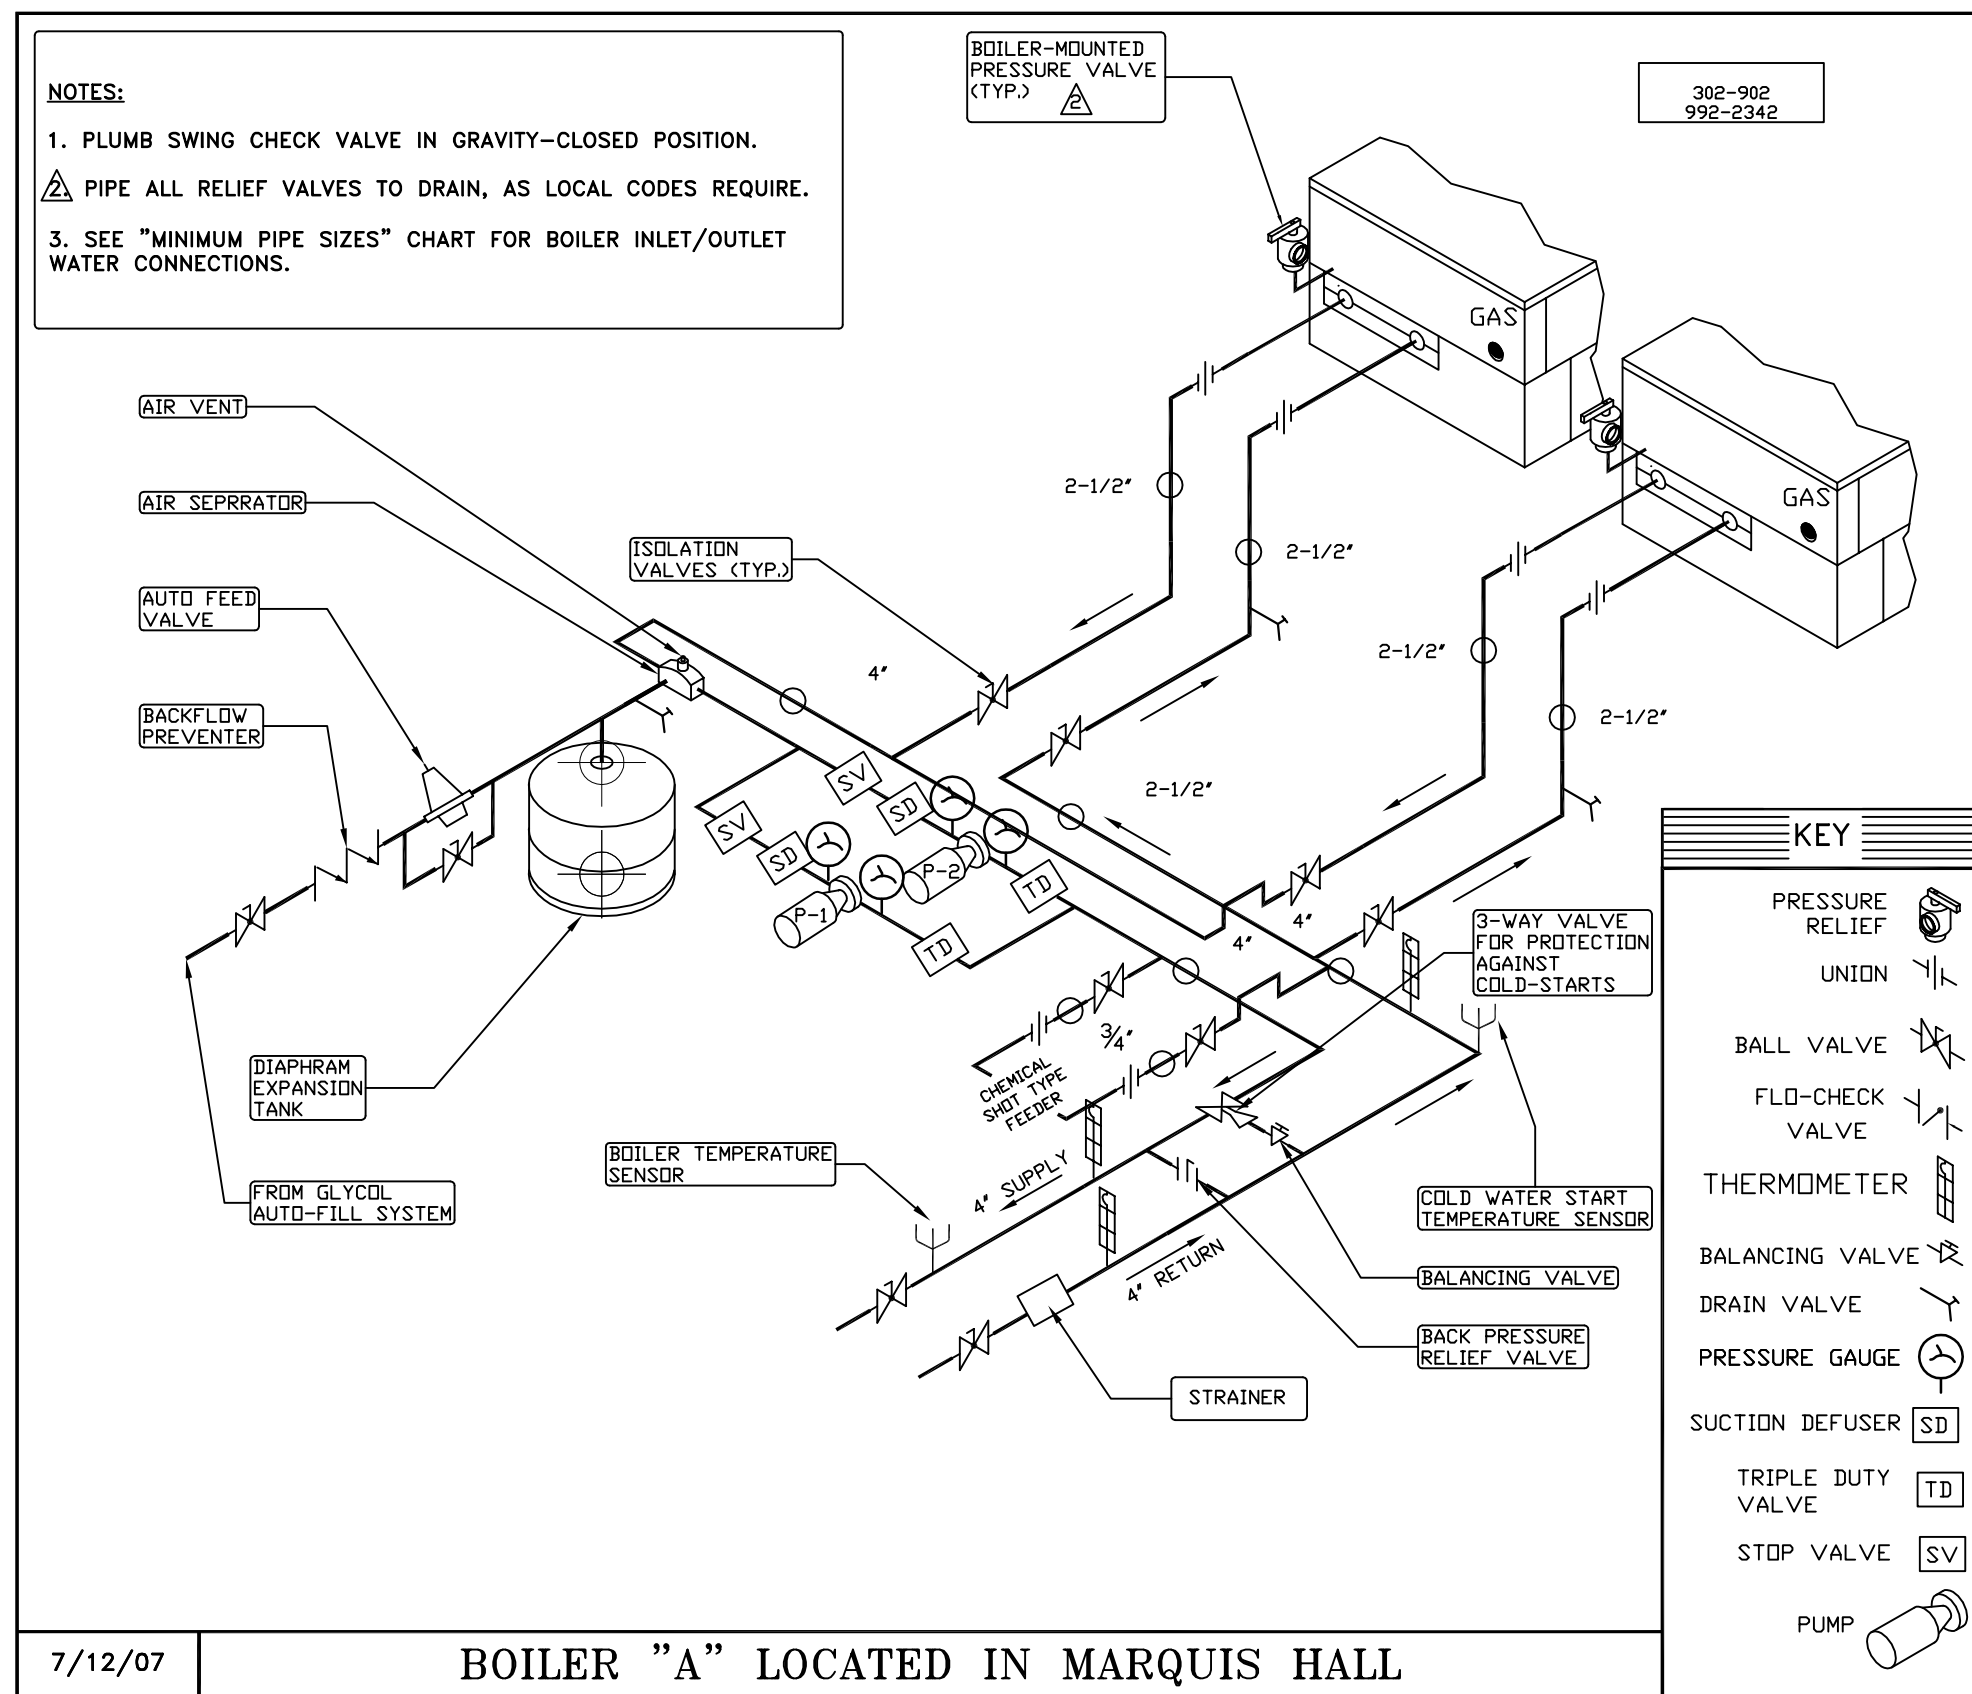 NOTES:
1. PLUMB SWING CHECK VALVE IN GRAVITY-CLOSED POSITION.
2. PIPE ALL RELIEF VALVES TO DRAIN, AS LOCAL CODES REQUIRE.
3. SEE "MINIMUM PIPE SIZES" CHART FOR BOILER INLET/OUTLET
WATER CONNECTIONS.
BOILER-MOUNTED
PRESSURE VALVE
(TYP.)
2
302-902
992-2342
GAS
GAS
AIR VENT
AIR SEPRRATOR
AUTO FEED
VALVE
BACKFLOW
PREVENTER
ISOLATION
VALVES (TYP.)
2-1/2"
2-1/2"
2-1/2"
2-1/2"
4"
2-1/2"
SV
SD
SV
SD
P-2
P-1
TD
TD
4"
4"
3-WAY VALVE
FOR PROTECTION
AGAINST
COLD-STARTS
3/4"
CHEMICAL
SHOT TYPE
FEEDER
DIAPHRAM
EXPANSION
TANK
BOILER TEMPERATURE
SENSOR
FROM GLYCOL
AUTO-FILL SYSTEM
4" SUPPLY
4" RETURN
COLD WATER START
TEMPERATURE SENSOR
BALANCING VALVE
BACK PRESSURE
RELIEF VALVE
STRAINER
KEY
PRESSURE
RELIEF
UNION
BALL VALVE
FLO-CHECK
VALVE
THERMOMETER
BALANCING VALVE
DRAIN VALVE
PRESSURE GAUGE
SUCTION DEFUSER SD
TRIPLE DUTY
VALVE
TD
STOP VALVE SV
PUMP
7/12/07
BOILER "A" LOCATED IN MARQUIS HALL